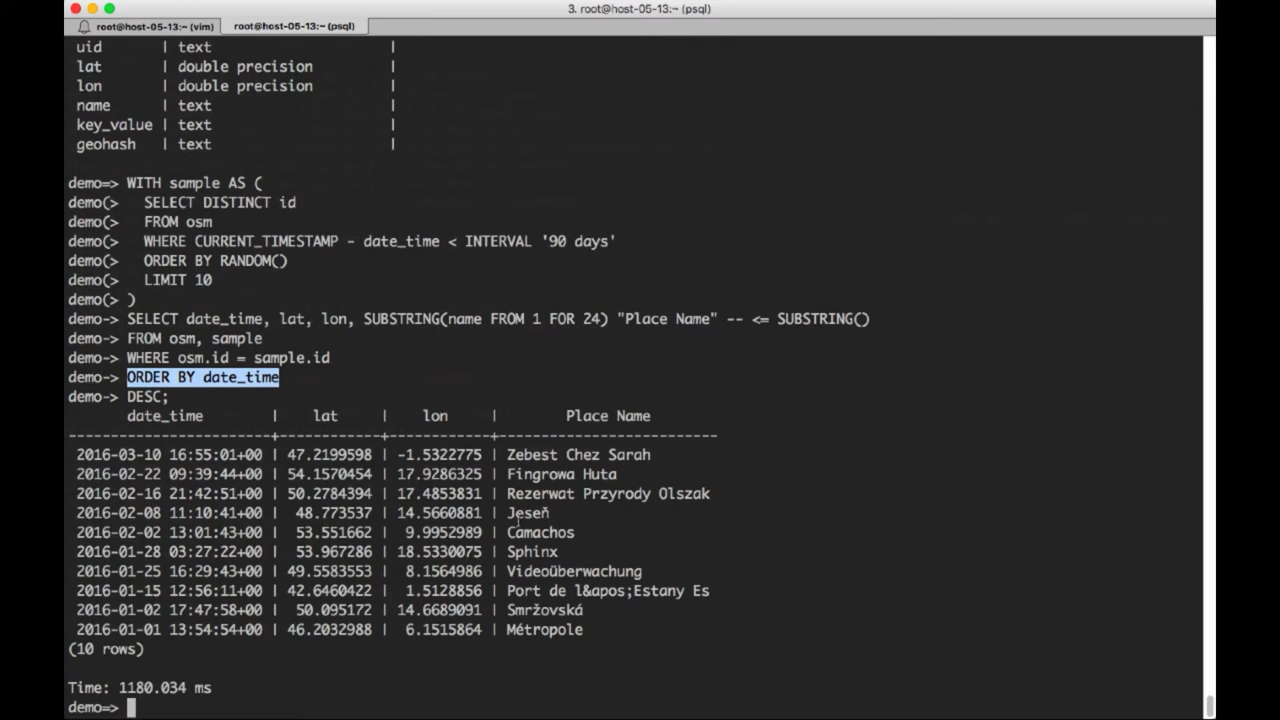 3. root@host-05-13:~ (psql)
root@host-05-13:~ (vim) root@host-05-13:~ (psql)
uid | text |
lat | double precision |
lon | double precision |
name | text |
key_value | text |
geohash | text |
demo=> WITH sample AS (
demo(> SELECT DISTINCT id
demo(> FROM osm
demo(> WHERE CURRENT_TIMESTAMP - date_time < INTERVAL '90 days'
demo(> ORDER BY RANDOM()
demo(> LIMIT 10
demo(> )
demo-> SELECT date_time, lat, lon, SUBSTRING(name FROM 1 FOR 24) "Place Name" -- <= SUBSTRING()
demo-> FROM osm, sample
demo-> WHERE osm.id = sample.id
demo-> ORDER BY date_time
demo-> DESC;
date_time | lat | lon | Place Name
------------------------+------------+------------+--------------------------
2016-03-10 16:55:01+00 | 47.2199598 | -1.5322775 | Zebest Chez Sarah
2016-02-22 09:39:44+00 | 54.1570454 | 17.9286325 | Fingrowa Huta
2016-02-16 21:42:51+00 | 50.2784394 | 17.4853831 | Rezerwat Przyrody Olszak
2016-02-08 11:10:41+00 | 48.773537 | 14.5660881 | Jeseň
2016-02-02 13:01:43+00 | 53.551662 | 9.9952989 | Camachos
2016-01-28 03:27:22+00 | 53.967286 | 18.5330075 | Sphinx
2016-01-25 16:29:43+00 | 49.5583553 | 8.1564986 | Videoüberwachung
2016-01-15 12:56:11+00 | 42.6460422 | 1.5128856 | Port de l&apos;Estany Es
2016-01-02 17:47:58+00 | 50.095172 | 14.6689091 | Smržovská
2016-01-01 13:54:54+00 | 46.2032988 | 6.1515864 | Métropole
(10 rows)
Time: 1180.034 ms
demo=>